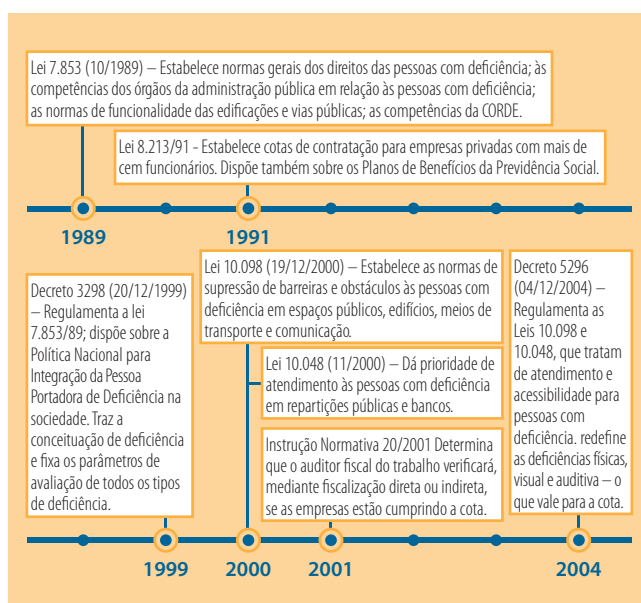 Lei 7.853 (10/1989) – Estabelece normas gerais dos direitos das pessoas com deficiência; às
competências dos órgãos da administração pública em relação às pessoas com deficiência;
as normas de funcionalidade das edificações e vias públicas; as competências da CORDE.
Lei 8.213/91 - Estabelece cotas de contratação para empresas privadas com mais de
cem funcionários. Dispõe também sobre os Planos de Benefícios da Previdência Social.
1989
1991
Decreto 3298 (20/12/1999)
– Regulamenta a lei
7.853/89; dispõe sobre a
Política Nacional para
Integração da Pessoa
Portadora de Deficiência na
sociedade. Traz a
conceituação de deficiência
e fixa os parâmetros de
avaliação de todos os tipos
de deficiência.
Lei 10.098 (19/12/2000) – Estabelece as normas de
supressão de barreiras e obstáculos às pessoas com
deficiência em espaços públicos, edifícios, meios de
transporte e comunicação.
Lei 10.048 (11/2000) – Dá prioridade de
atendimento às pessoas com deficiência
em repartições públicas e bancos.
Instrução Normativa 20/2001 Determina
que o auditor fiscal do trabalho verificará,
mediante fiscalização direta ou indireta,
se as empresas estão cumprindo a cota.
Decreto 5296
(04/12/2004) –
Regulamenta as
Leis 10.098 e
10.048, que tratam
de atendimento e
acessibilidade para
pessoas com
deficiência. redefine
as deficiências físicas,
visual e auditiva – o
que vale para a cota.
1999
2000
2001
2004